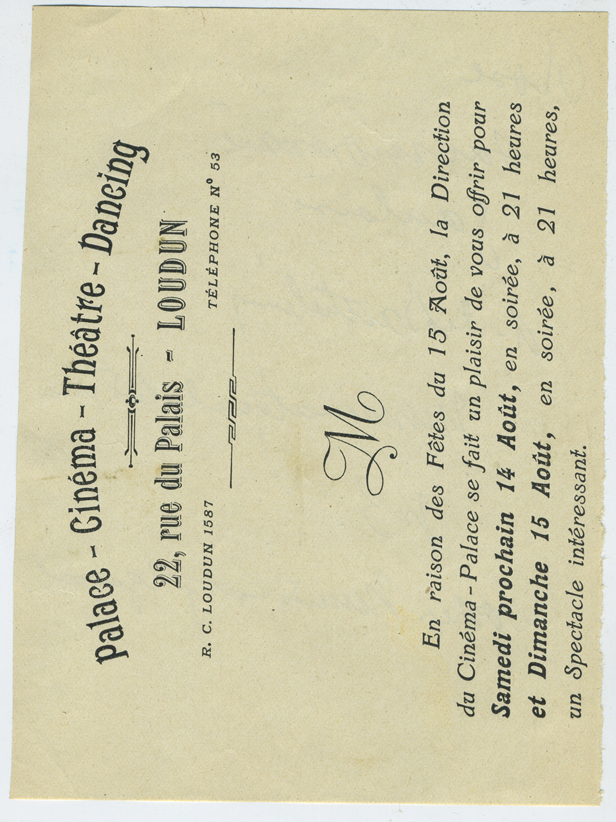 Palace - Cinéma - Théâtre - Dancing
22, rue du Palais - LOUDUN
R. C. LOUDUN 1587 TÉLÉPHONE N° 53
M
En raison des Fêtes du 15 Août, la Direction
du Cinéma-Palace se fait un plaisir de vous offrir pour
Samedi prochain 14 Août, en soirée, à 21 heures
et Dimanche 15 Août, en soirée, à 21 heures,
un Spectacle intéressant.